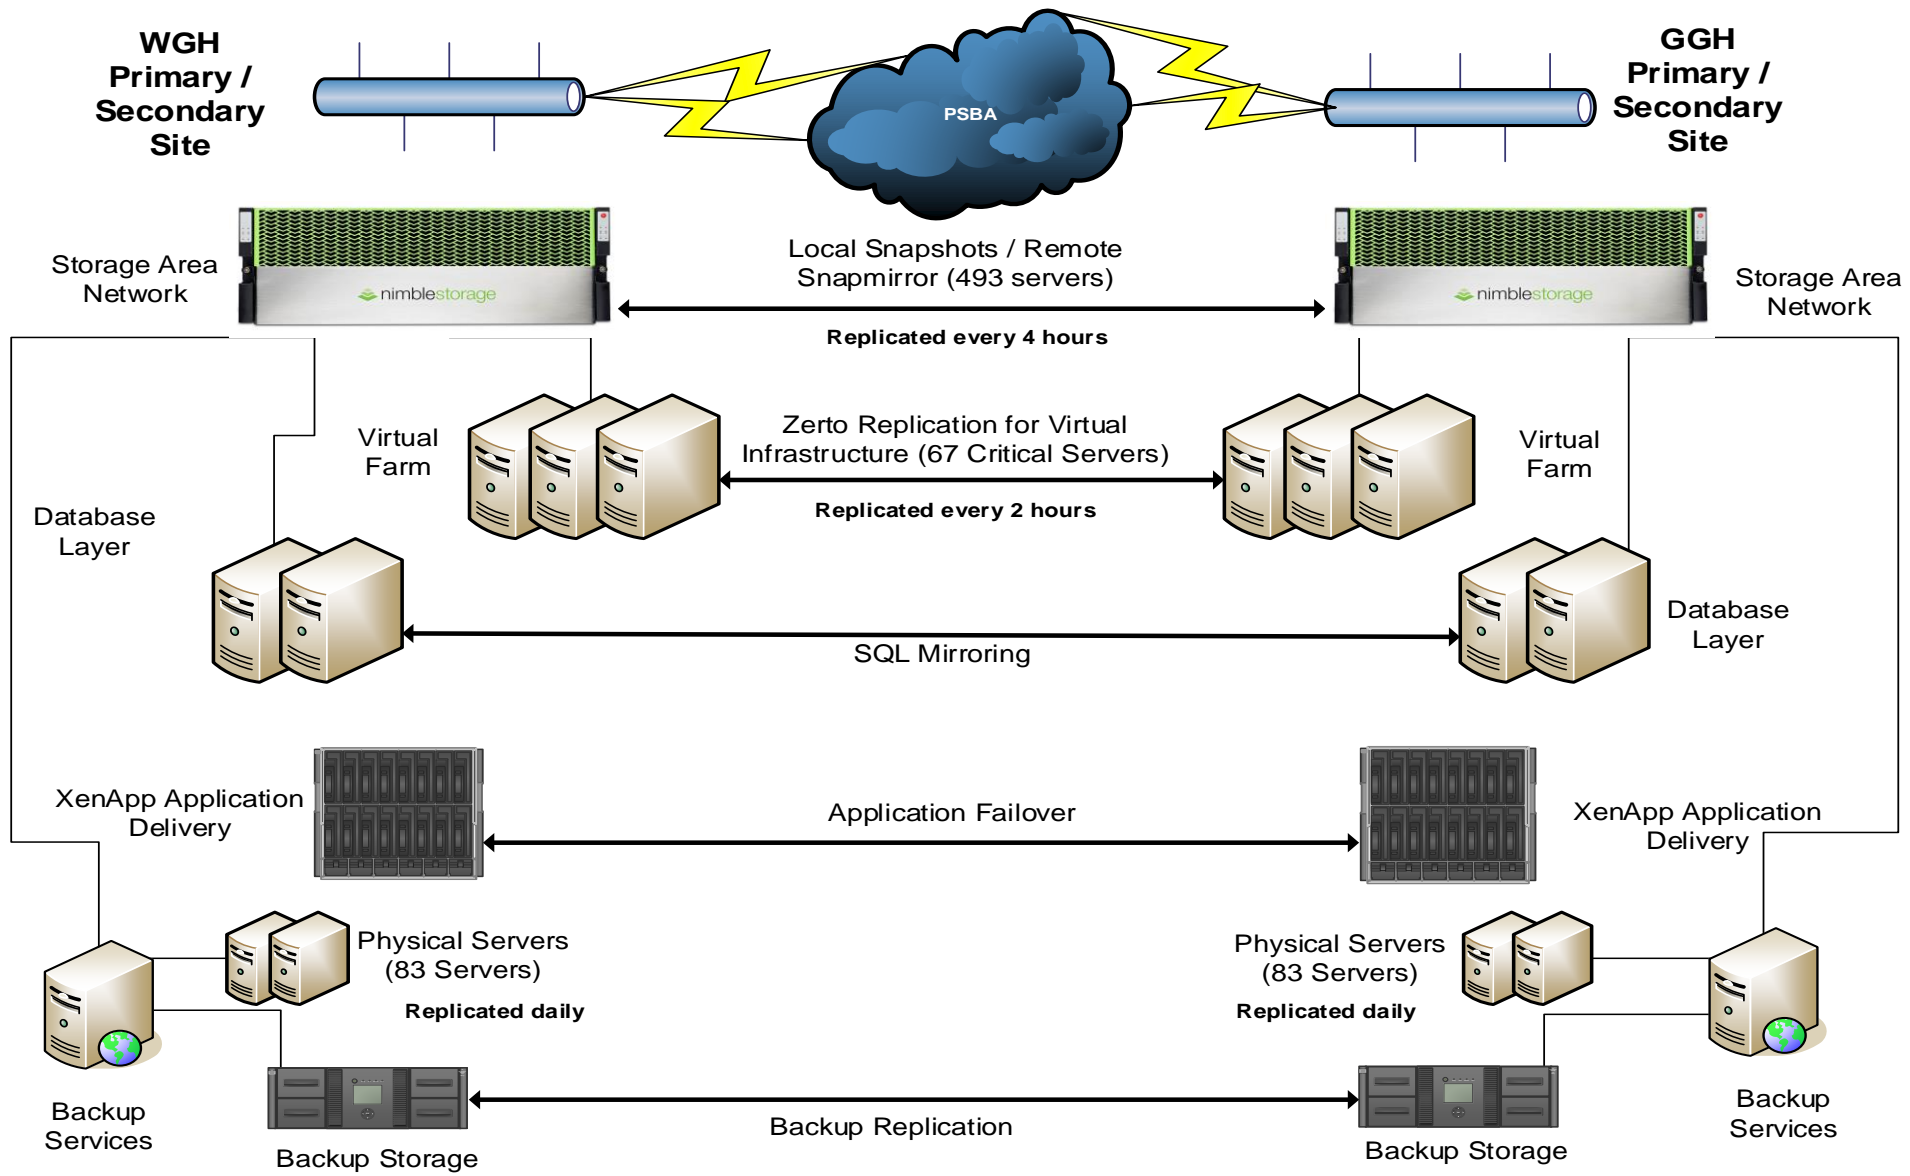 WGH
Primary /
Secondary
Site
PSBA
GGH
Primary /
Secondary
Site
Storage Area
Network
nimblestorage
Local Snapshots / Remote
Snapmirror (493 servers)
Replicated every 4 hours
nimblestorage
Storage Area
Network
Virtual
Farm
Zerto Replication for Virtual
Infrastructure (67 Critical Servers)
Replicated every 2 hours
Virtual
Farm
Database
Layer
SQL Mirroring
Database
Layer
XenApp Application
Delivery
Application Failover
XenApp Application
Delivery
Physical Servers
(83 Servers)
Replicated daily
Physical Servers
(83 Servers)
Replicated daily
Backup
Services
Backup Storage
Backup Replication
Backup Storage
Backup
Services